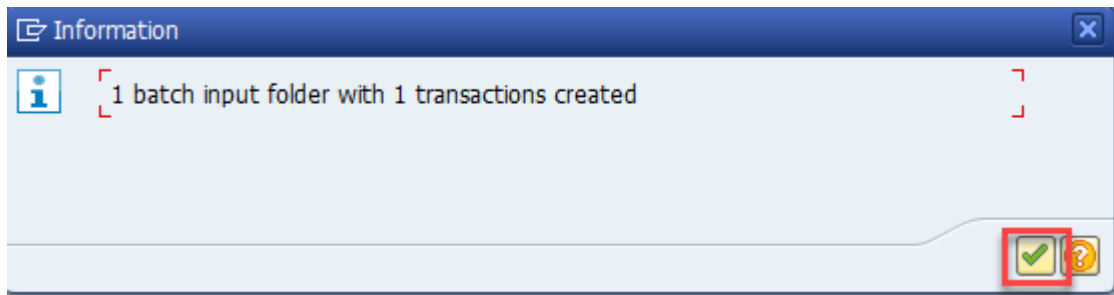 Information
1 batch input folder with 1 transactions created